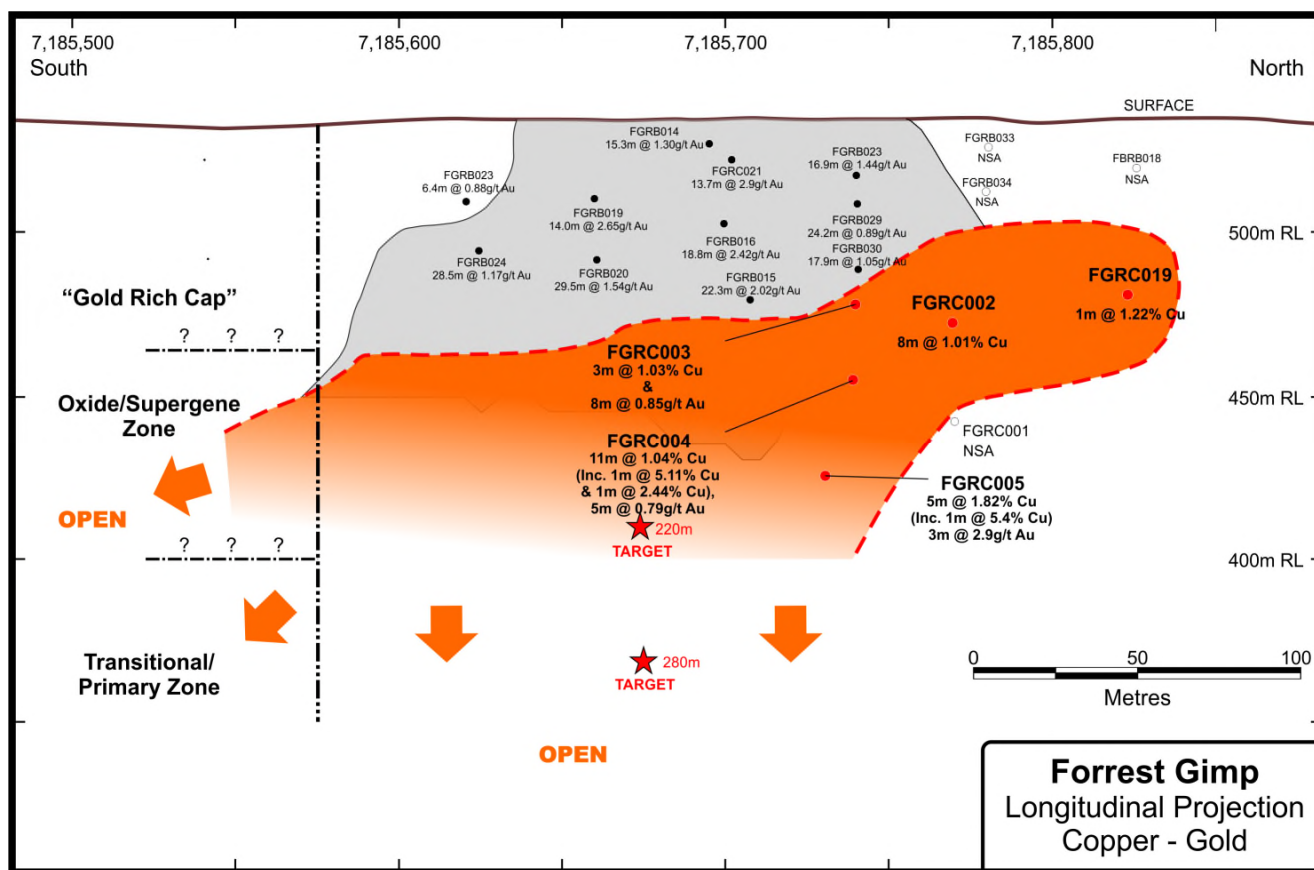 7,185,500
7,185,600
7,185,700
7,185,800
South
North
SURFACE
FGRB014
15.3m @ 1.30g/t Au
FGRC021
13.7m @ 2.9g/t Au
FGRB023
16.9m @ 1.44g/t Au
FGRB033
NSA
FBRB018
NSA
FGRB034
NSA
FGRB023
6.4m @ 0.88g/t Au
FGRB019
14.0m @ 2.65g/t Au
FGRB016
18.8m @ 2.42g/t Au
FGRB029
24.2m @ 0.89g/t Au
FGRB030
17.9m @ 1.05g/t Au
500m RL
FGRB024
28.5m @ 1.17g/t Au
FGRB020
29.5m @ 1.54g/t Au
FGRB015
22.3m @ 2.02g/t Au
“Gold Rich Cap”
? ? ?
FGRC019
1m @ 1.22% Cu
FGRC002
8m @ 1.01% Cu
FGRC003
3m @ 1.03% Cu
&
8m @ 0.85g/t Au
Oxide/Supergene
Zone
450m RL
FGRC001
NSA
FGRC004
11m @ 1.04% Cu
(Inc. 1m @ 5.11% Cu
& 1m @ 2.44% Cu),
5m @ 0.79g/t Au
FGRC005
5m @ 1.82% Cu
(Inc. 1m @ 5.4% Cu)
3m @ 2.9g/t Au
OPEN
220m
TARGET
? ? ?
400m RL
Transitional/
Primary Zone
280m
TARGET
0 50 100
Metres
OPEN
Forrest Gimp
Longitudinal Projection
Copper - Gold